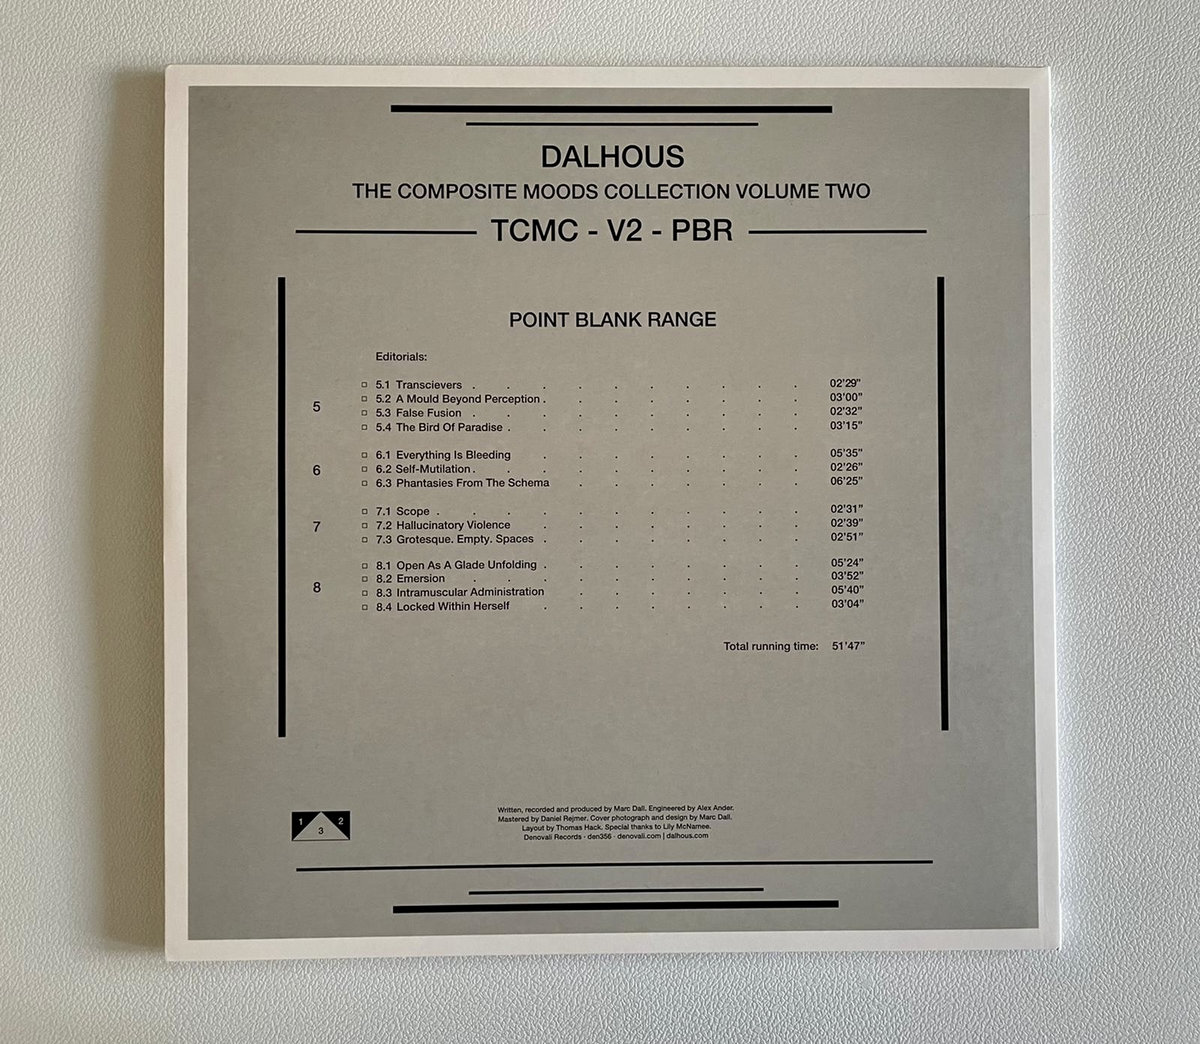 DALHOUS
THE COMPOSITE MOODS COLLECTION VOLUME TWO
TCMC - V2 - PBR
POINT BLANK RANGE
Editorials:
5
5.1 Transcievers . . . . . . . . . . 02'29"
5.2 A Mould Beyond Perception . . . . . . . . 03'00"
5.3 False Fusion . . . . . . . . . . 02'32"
5.4 The Bird Of Paradise . . . . . . . . . 03'15"
6
6.1 Everything Is Bleeding . . . . . . . . 05'35"
6.2 Self-Mutilation . . . . . . . . . . 02'26"
6.3 Phantasies From The Schema . . . . . . . 06'25"
7
7.1 Scope . . . . . . . . . . . 02'31"
7.2 Hallucinatory Violence . . . . . . . . 02'39"
7.3 Grotesque. Empty. Spaces . . . . . . . . 02'51"
8
8.1 Open As A Glade Unfolding . . . . . . . . 05'24"
8.2 Emersion . . . . . . . . . . 03'52"
8.3 Intramuscular Administration . . . . . . . 05'40"
8.4 Locked Within Herself . . . . . . . . 03'04"
Total running time: 51'47"
1 2
3
Written, recorded and produced by Marc Dall. Engineered by Alex Ander.
Mastered by Daniel Rejmer. Cover photograph and design by Marc Dall.
Layout by Thomas Hack. Special thanks to Lily McNamee.
Denovali Records · den356 · denovali.com | dalhous.com